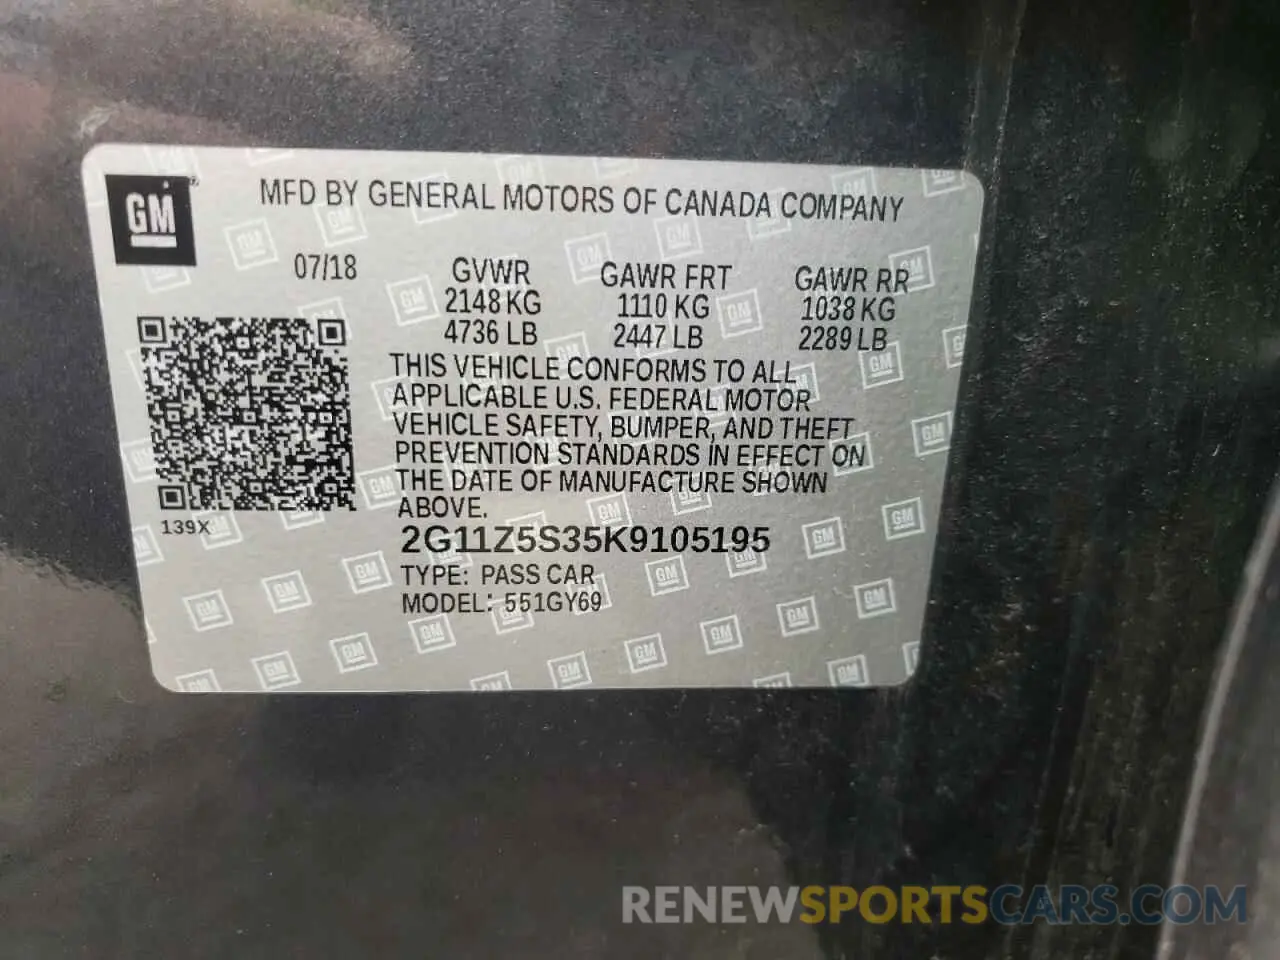 GM
MFD BY GENERAL MOTORS OF CANADA COMPANY
07/18
GVWR
2148 KG
4736 LB
GAWR FRT
1110 KG
2447 LB
GAWR RR
1038 KG
2289 LB
THIS VEHICLE CONFORMS TO ALL
APPLICABLE U.S. FEDERAL MOTOR
VEHICLE SAFETY, BUMPER, AND THEFT
PREVENTION STANDARDS IN EFFECT ON
THE DATE OF MANUFACTURE SHOWN
ABOVE.
139X
2G11Z5S35K9105195
TYPE: PASS CAR
MODEL: 551GY69
RENEWSPORTSCARS.COM